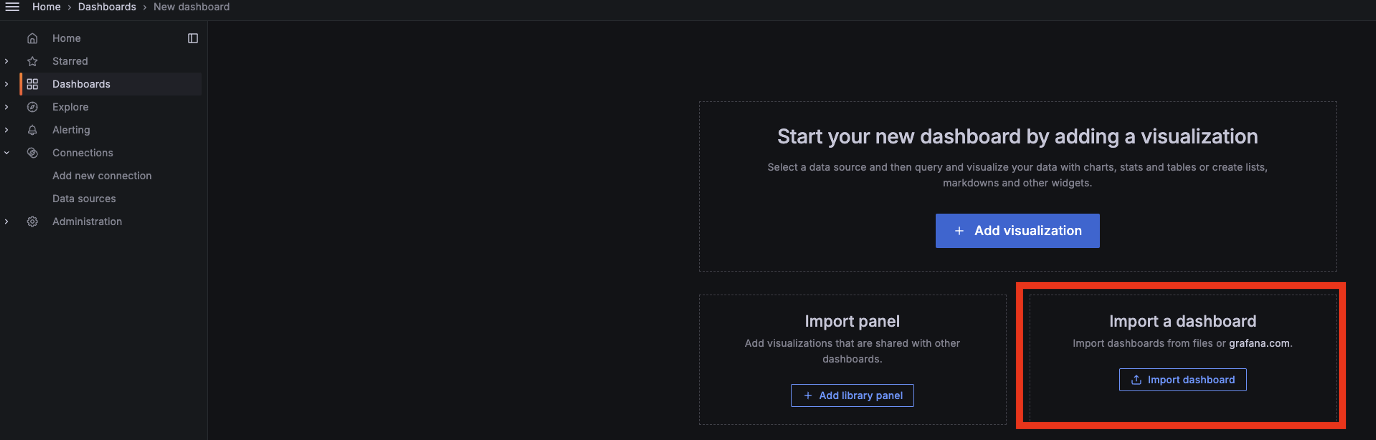 Home › Dashboards › New dashboard
Home
Starred
Dashboards
Explore
Alerting
Connections
Add new connection
Data sources
Administration
Start your new dashboard by adding a visualization
Select a data source and then query and visualize your data with charts, stats and tables or create lists,
markdowns and other widgets.
+ Add visualization
Import panel
Add visualizations that are shared with other
dashboards.
+ Add library panel
Import a dashboard
Import dashboards from files or grafana.com.
Import dashboard